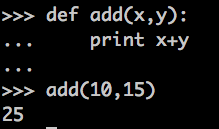 >>> def add(x,y):
...     print x+y
...
>>> add(10,15)
25